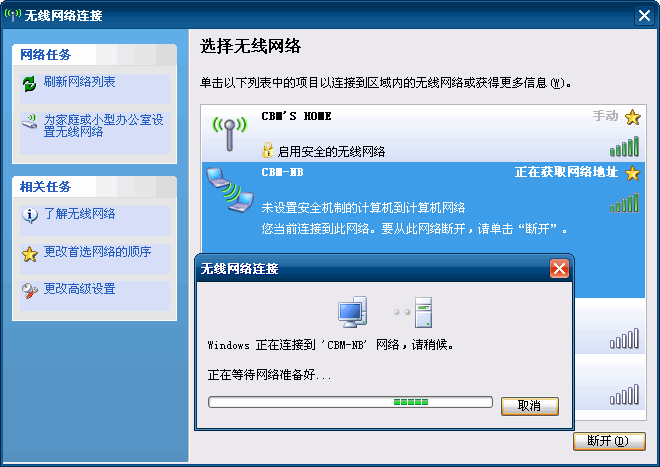 无线网络连接
网络任务
刷新网络列表
为家庭或小型办公室设
置无线网络
相关任务
了解无线网络
更改首选网络的顺序
更改高级设置
选择无线网络
单击以下列表中的项目以连接到区域内的无线网络或获得更多信息(W)。
CBM'S HOME
手动
启用安全的无线网络
CBM-NB
正在获取网络地址
未设置安全机制的计算机到计算机网络
您当前连接到此网络。要从此网络断开，请单击“断开”。
无线网络连接
Windows 正在连接到 'CBM-NB' 网络，请稍候。
正在等待网络准备好...
取消
断开(D)